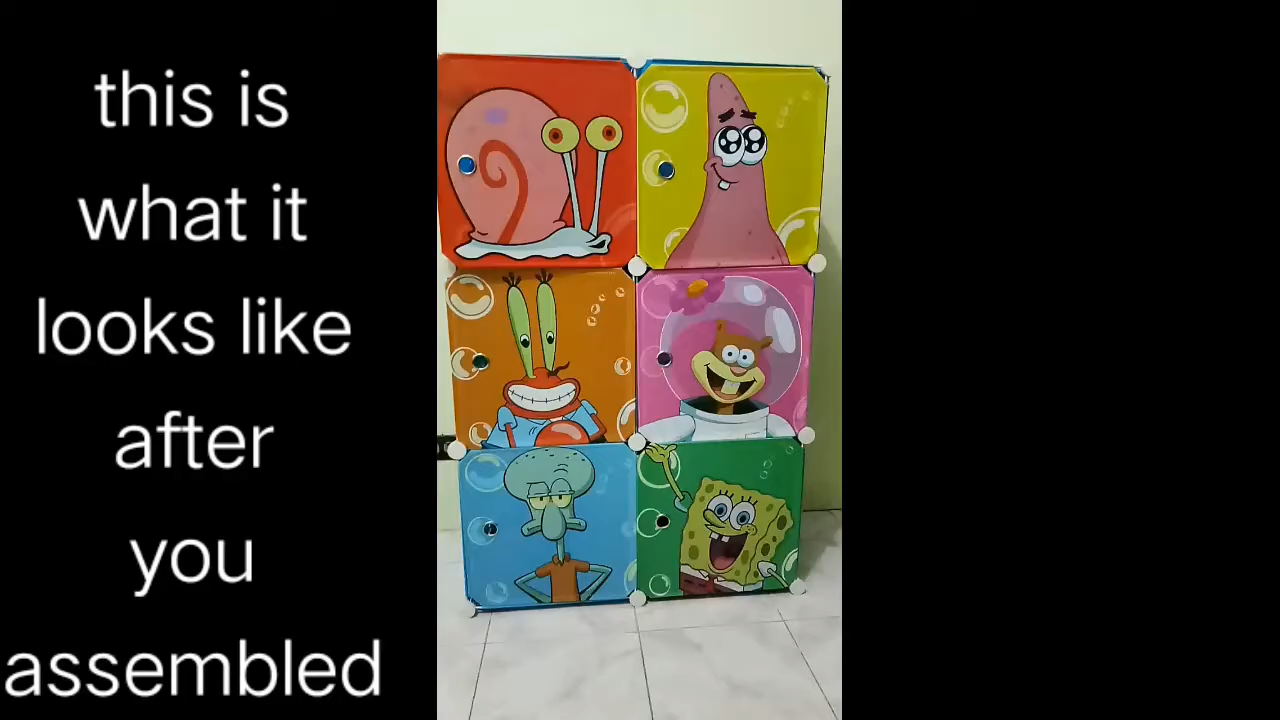 this is
what it
looks like
after
you
assembled